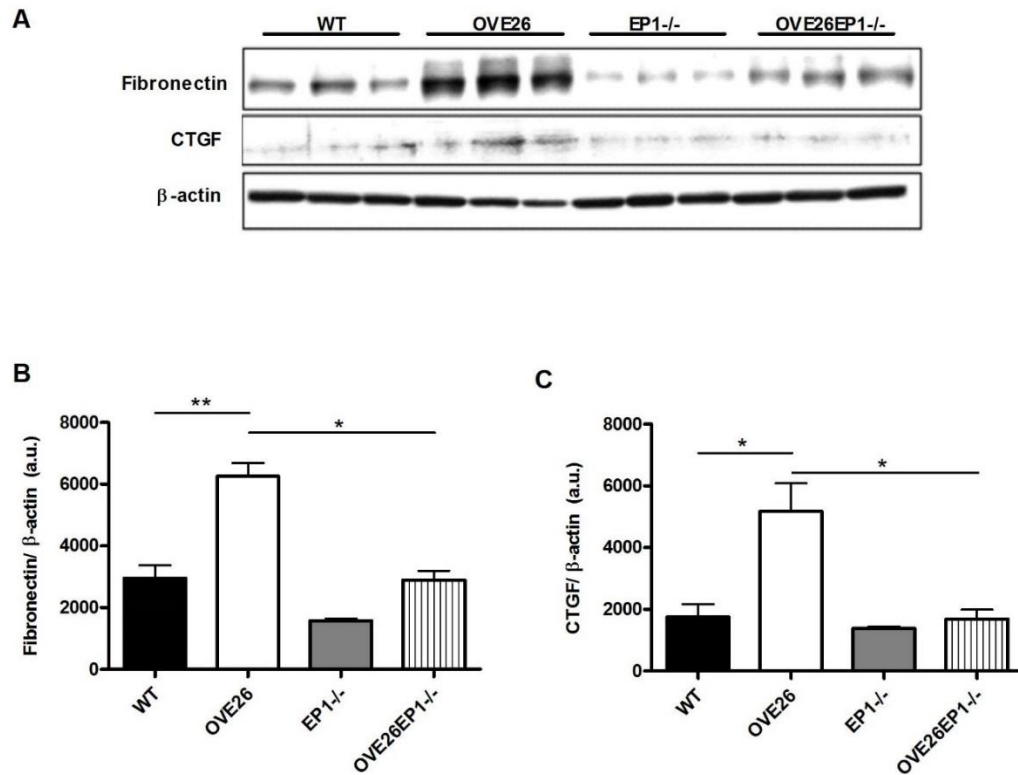 A
WT OVE26 EP1-/- OVE26EP1-/-
Fibronectin
CTGF
β-actin
B
Fibronectin/ β-actin (a.u.)
8000
6000
4000
2000
0
** *
WT OVE26 EP1-/- OVE26EP1-/-
C
CTGF/ β-actin (a.u.)
8000
6000
4000
2000
0
* *
WT OVE26 EP1-/- OVE26EP1-/-